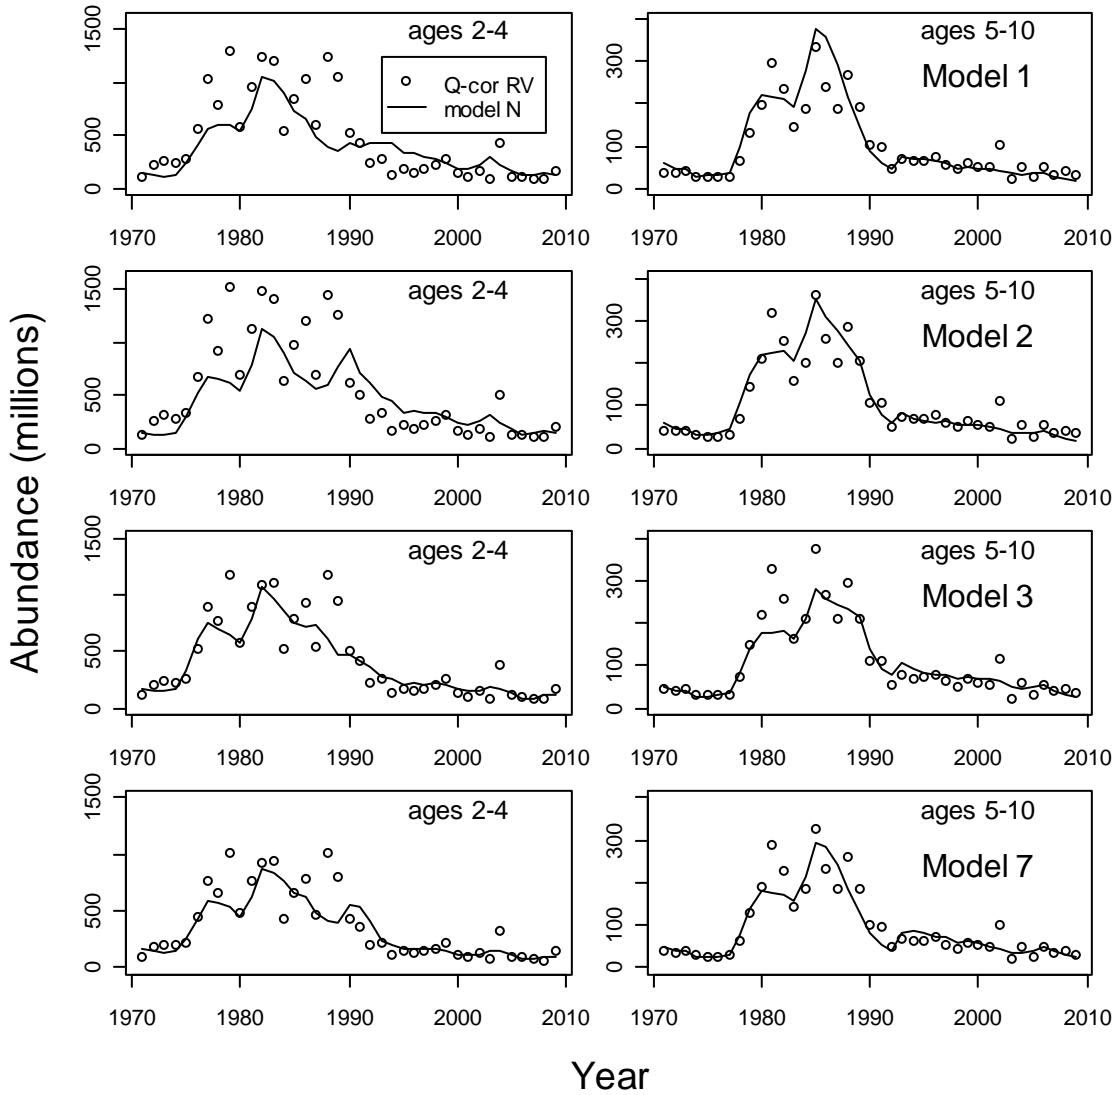 Abundance (millions)
ages 2-4
Q-cor RV
model N
0 500 1500
1970 1980 1990 2000 2010
ages 5-10
Model 1
0 100 300
1970 1980 1990 2000 2010
ages 2-4
0 500 1500
1970 1980 1990 2000 2010
ages 5-10
Model 2
0 100 300
1970 1980 1990 2000 2010
ages 2-4
0 500 1500
1970 1980 1990 2000 2010
ages 5-10
Model 3
0 100 300
1970 1980 1990 2000 2010
ages 2-4
0 500 1500
1970 1980 1990 2000 2010
ages 5-10
Model 7
0 100 300
1970 1980 1990 2000 2010
Year